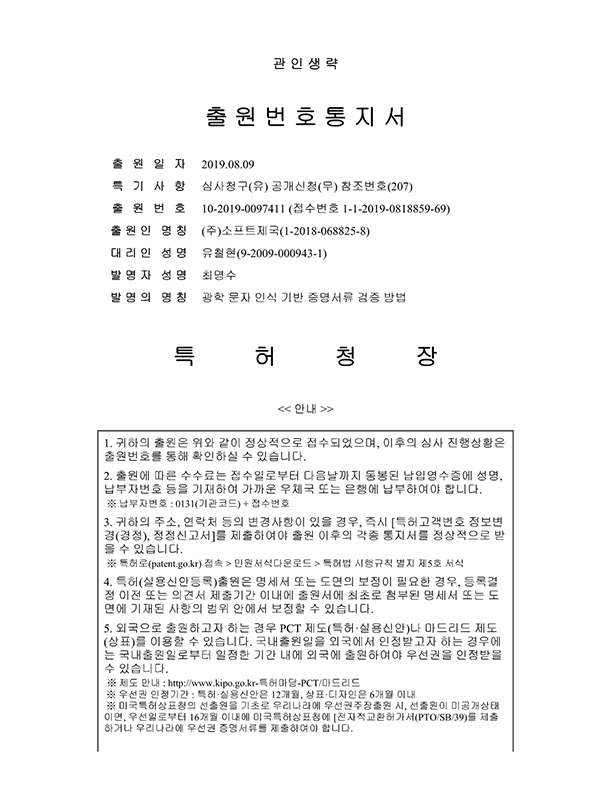 관인생략
출원번호통지서
출원일자 2019.08.09
특기사항 심사청구(유) 공개신청(무) 참조번호(207)
출원번호 10-2019-0097411 (접수번호 1-1-2019-0818859-69)
출원인 명칭 (주)소프트제국(1-2018-068825-8)
대리인 성명 유철현(9-2009-000943-1)
발명자 성명 최명수
발명의 명칭 광학 문자 인식 기반 증명서류 검증 방법
특허청장
<< 안내 >>
1. 귀하의 출원은 위와 같이 정상적으로 접수되었으며, 이후의 심사 진행상황은
출원번호를 통해 확인하실 수 있습니다.
2. 출원에 따른 수수료는 접수일로부터 다음날까지 동봉된 납입영수증에 성명,
납부자번호 등을 기재하여 가까운 우체국 또는 은행에 납부하여야 합니다.
※ 납부자번호 : 0131(기관코드) + 접수번호
3. 귀하의 주소, 연락처 등의 변경사항이 있을 경우, 즉시 [특허고객번호 정보변
경(경정), 정정신고서]를 제출하여야 출원 이후의 각종 통지서를 정상적으로 받
을 수 있습니다.
※ 특허로(patent.go.kr) 접속 > 민원서식다운로드 > 특허법 시행규칙 별지 제5호 서식
4. 특허(실용신안등록)출원은 명세서 또는 도면의 보정이 필요한 경우, 등록결
정 이전 또는 의견서 제출기간 이내에 출원서에 최초로 첨부된 명세서 또는 도
면에 기재된 사항의 범위 안에서 보정할 수 있습니다.
5. 외국으로 출원하고자 하는 경우 PCT 제도(특허·실용신안)나 마드리드 제도
(상표)를 이용할 수 있습니다. 국내출원일을 외국에서 인정받고자 하는 경우에
는 국내출원일로부터 일정한 기간 내에 외국에 출원하여야 우선권을 인정받을
수 있습니다.
※ 제도 안내 : http://www.kipo.go.kr-특허마당-PCT/마드리드
※ 우선권 인정기간 : 특허·실용신안은 12개월, 상표·디자인은 6개월 이내
※ 미국특허상표청의 선출원을 기초로 우리나라에 우선권주장출원 시, 선출원이 미공개상태
이면, 우선일로부터 16개월 이내에 미국특허상표청에 [전자적교환허가서(PTO/SB/39)를 제출
하거나 우리나라에 우선권 증명서류를 제출하여야 합니다.